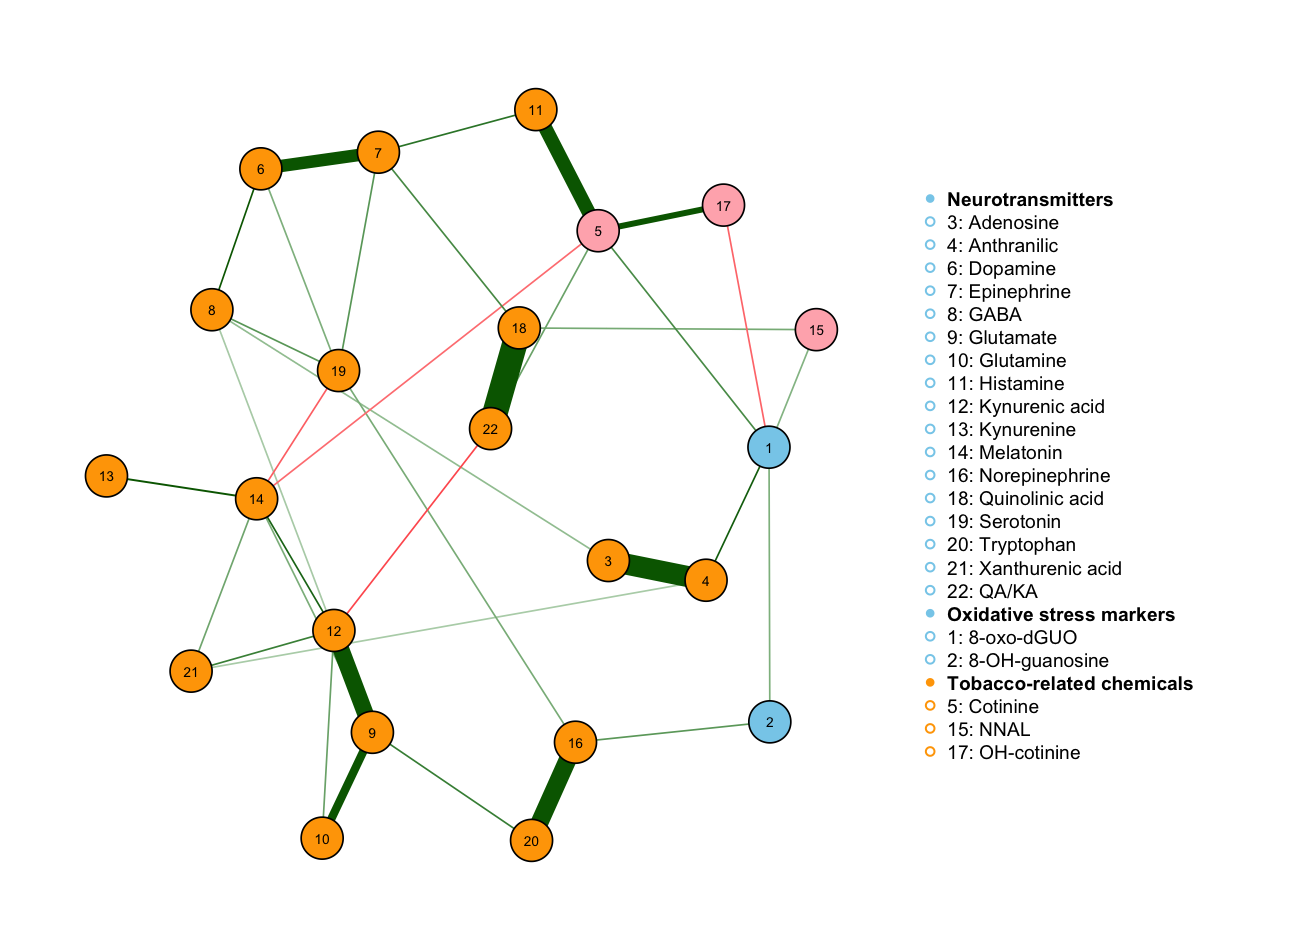 11
7
6
17
5
8
18
15
19
22
1
13
14
3
4
12
21
2
9
16
10
20
Neurotransmitters
3: Adenosine
4: Anthranilic
6: Dopamine
7: Epinephrine
8: GABA
9: Glutamate
10: Glutamine
11: Histamine
12: Kynurenic acid
13: Kynurenine
14: Melatonin
16: Norepinephrine
18: Quinolinic acid
19: Serotonin
20: Tryptophan
21: Xanthurenic acid
22: QA/KA
Oxidative stress markers
1: 8-oxo-dGUO
2: 8-OH-guanosine
Tobacco-related chemicals
5: Cotinine
15: NNAL
17: OH-cotinine